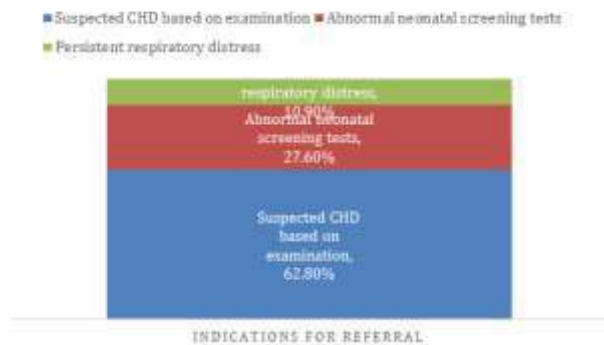 Suspected CHD based on examination Abnormal neonatal screening tests
Persistent respiratory distress
respiratory distress,
10.90%
Abnormal neonatal
screening tests,
27.60%
Suspected CHD
based on
examination,
62.80%
INDICATIONS FOR REFERRAL